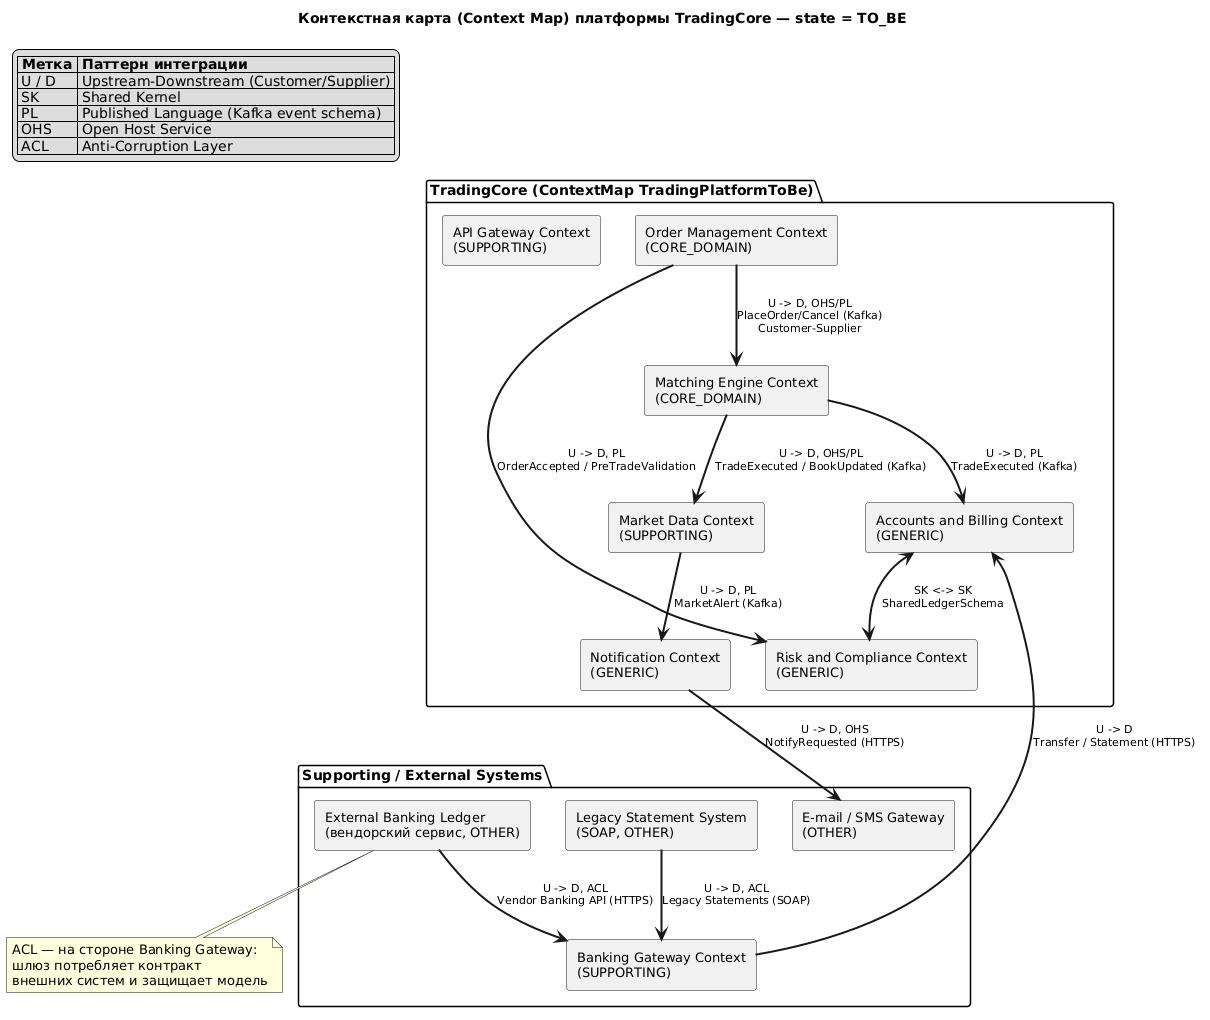 Контекстная карта (Context Map) платформы TradingCore — state = TO_BE
Метка Паттерн интеграции
U / D Upstream-Downstream (Customer/Supplier)
SK Shared Kernel
PL Published Language (Kafka event schema)
OHS Open Host Service
ACL Anti-Corruption Layer
TradingCore (ContextMap TradingPlatformToBe)
API Gateway Context
(SUPPORTING)
Order Management Context
(CORE_DOMAIN)
U -> D, OHS/PL
PlaceOrder/Cancel (Kafka)
Customer-Supplier
Matching Engine Context
(CORE_DOMAIN)
U -> D, PL
OrderAccepted / PreTradeValidation
U -> D, OHS/PL
TradeExecuted / BookUpdated (Kafka)
U -> D, PL
TradeExecuted (Kafka)
Market Data Context
(SUPPORTING)
Accounts and Billing Context
(GENERIC)
U -> D, PL
MarketAlert (Kafka)
SK <-> SK
SharedLedgerSchema
Notification Context
(GENERIC)
Risk and Compliance Context
(GENERIC)
U -> D, OHS
NotifyRequested (HTTPS)
U -> D
Transfer / Statement (HTTPS)
Supporting / External Systems
External Banking Ledger
(вендорский сервис, OTHER)
Legacy Statement System
(SOAP, OTHER)
E-mail / SMS Gateway
(OTHER)
U -> D, ACL
Vendor Banking API (HTTPS)
U -> D, ACL
Legacy Statements (SOAP)
ACL — на стороне Banking Gateway:
шлюз потребляет контракт
внешних систем и защищает модель
Banking Gateway Context
(SUPPORTING)